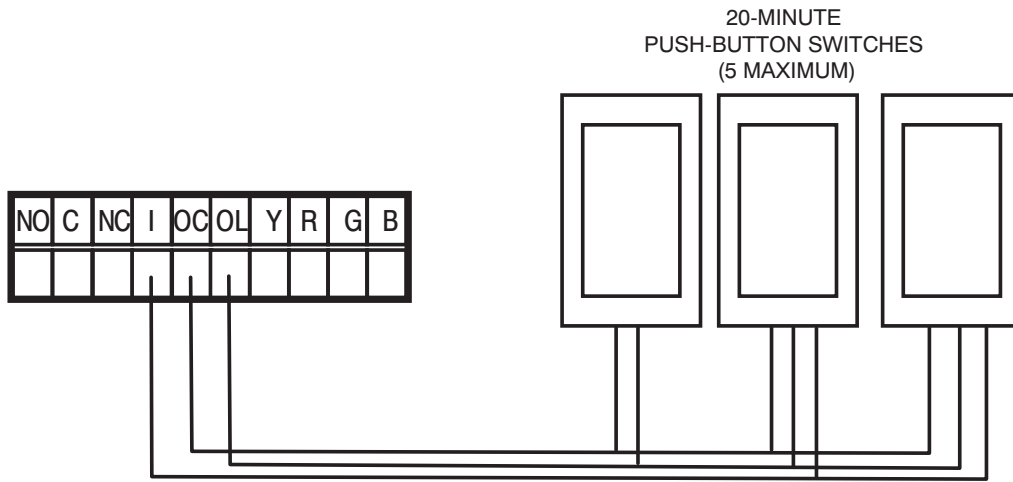 20-MINUTE
PUSH-BUTTON SWITCHES
(5 MAXIMUM)
NO C NC I OC OL Y R G B